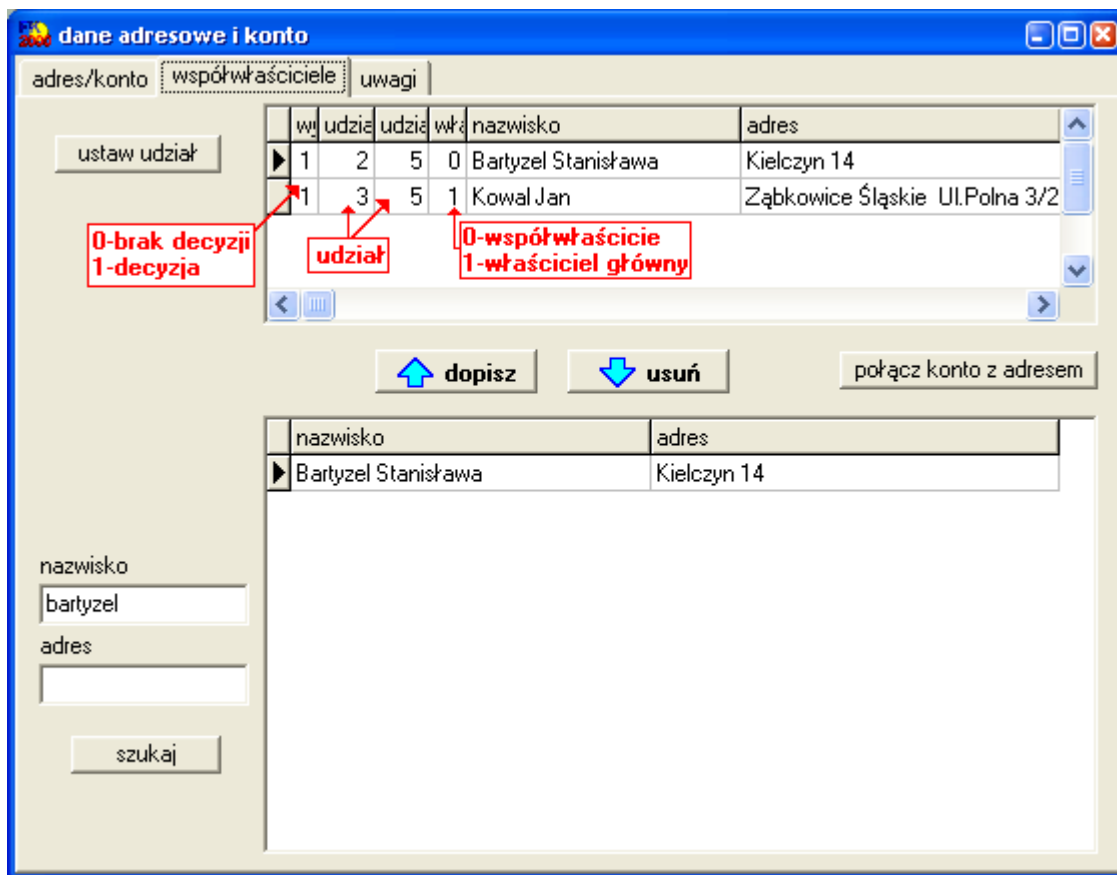 dane adresowe i konto
adres/konto współwłaściciele uwagi
ustaw udział
wy udzia udzia wła nazwisko adres
1 2 5 0 Bartyzel Stanisława Kielczyn 14
1 3 5 1 Kowal Jan Ząbkowice Śląskie Ul.Polna 3/2
0-brak decyzji
1-decyzja
udział
0-współwłaścicie
1-właściciel główny
dopisz usuń połącz konto z adresem
nazwisko adres
Bartyzel Stanisława Kielczyn 14
nazwisko
bartyzel
adres
szukaj